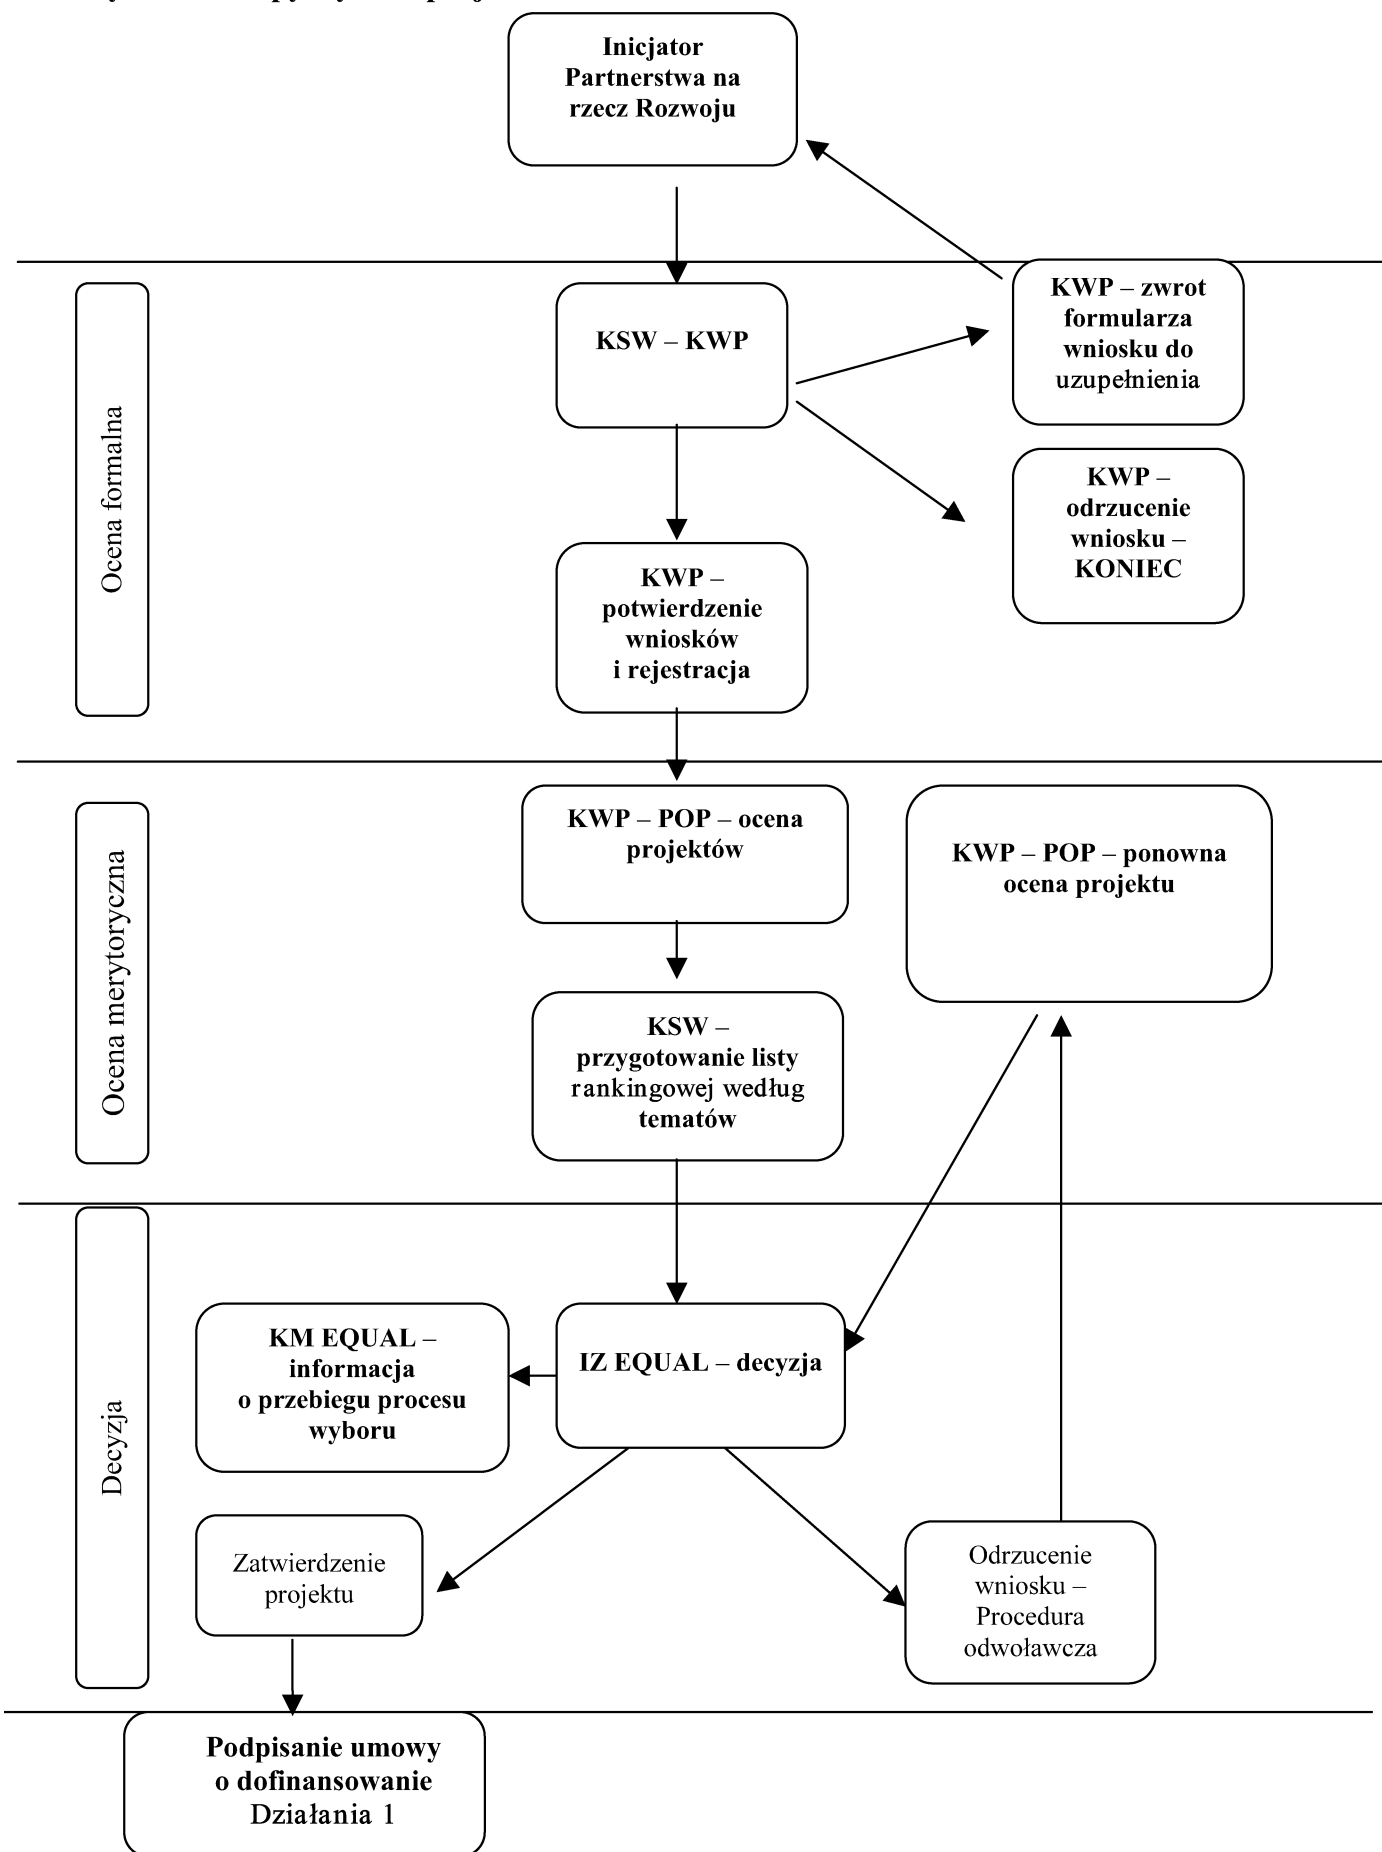 Inicjator
Partnerstwa na
rzecz Rozwoju
Ocena formalna
KSW – KWP
KWP – zwrot
formularza
wniosku do
uzupełnienia
KWP –
odrzucenie
wniosku –
KONIEC
KWP –
potwierdzenie
wniosków
i rejestracja
Ocena merytoryczna
KWP – POP – ocena
projektów
KWP – POP – ponowna
ocena projektu
KSW –
przygotowanie listy
rankingowej według
tematów
Decyzja
KM EQUAL –
informacja
o przebiegu procesu
wyboru
IZ EQUAL – decyzja
Zatwierdzenie
projektu
Odrzucenie
wniosku –
Procedura
odwoławcza
Podpisanie umowy
o dofinansowanie
Działania 1